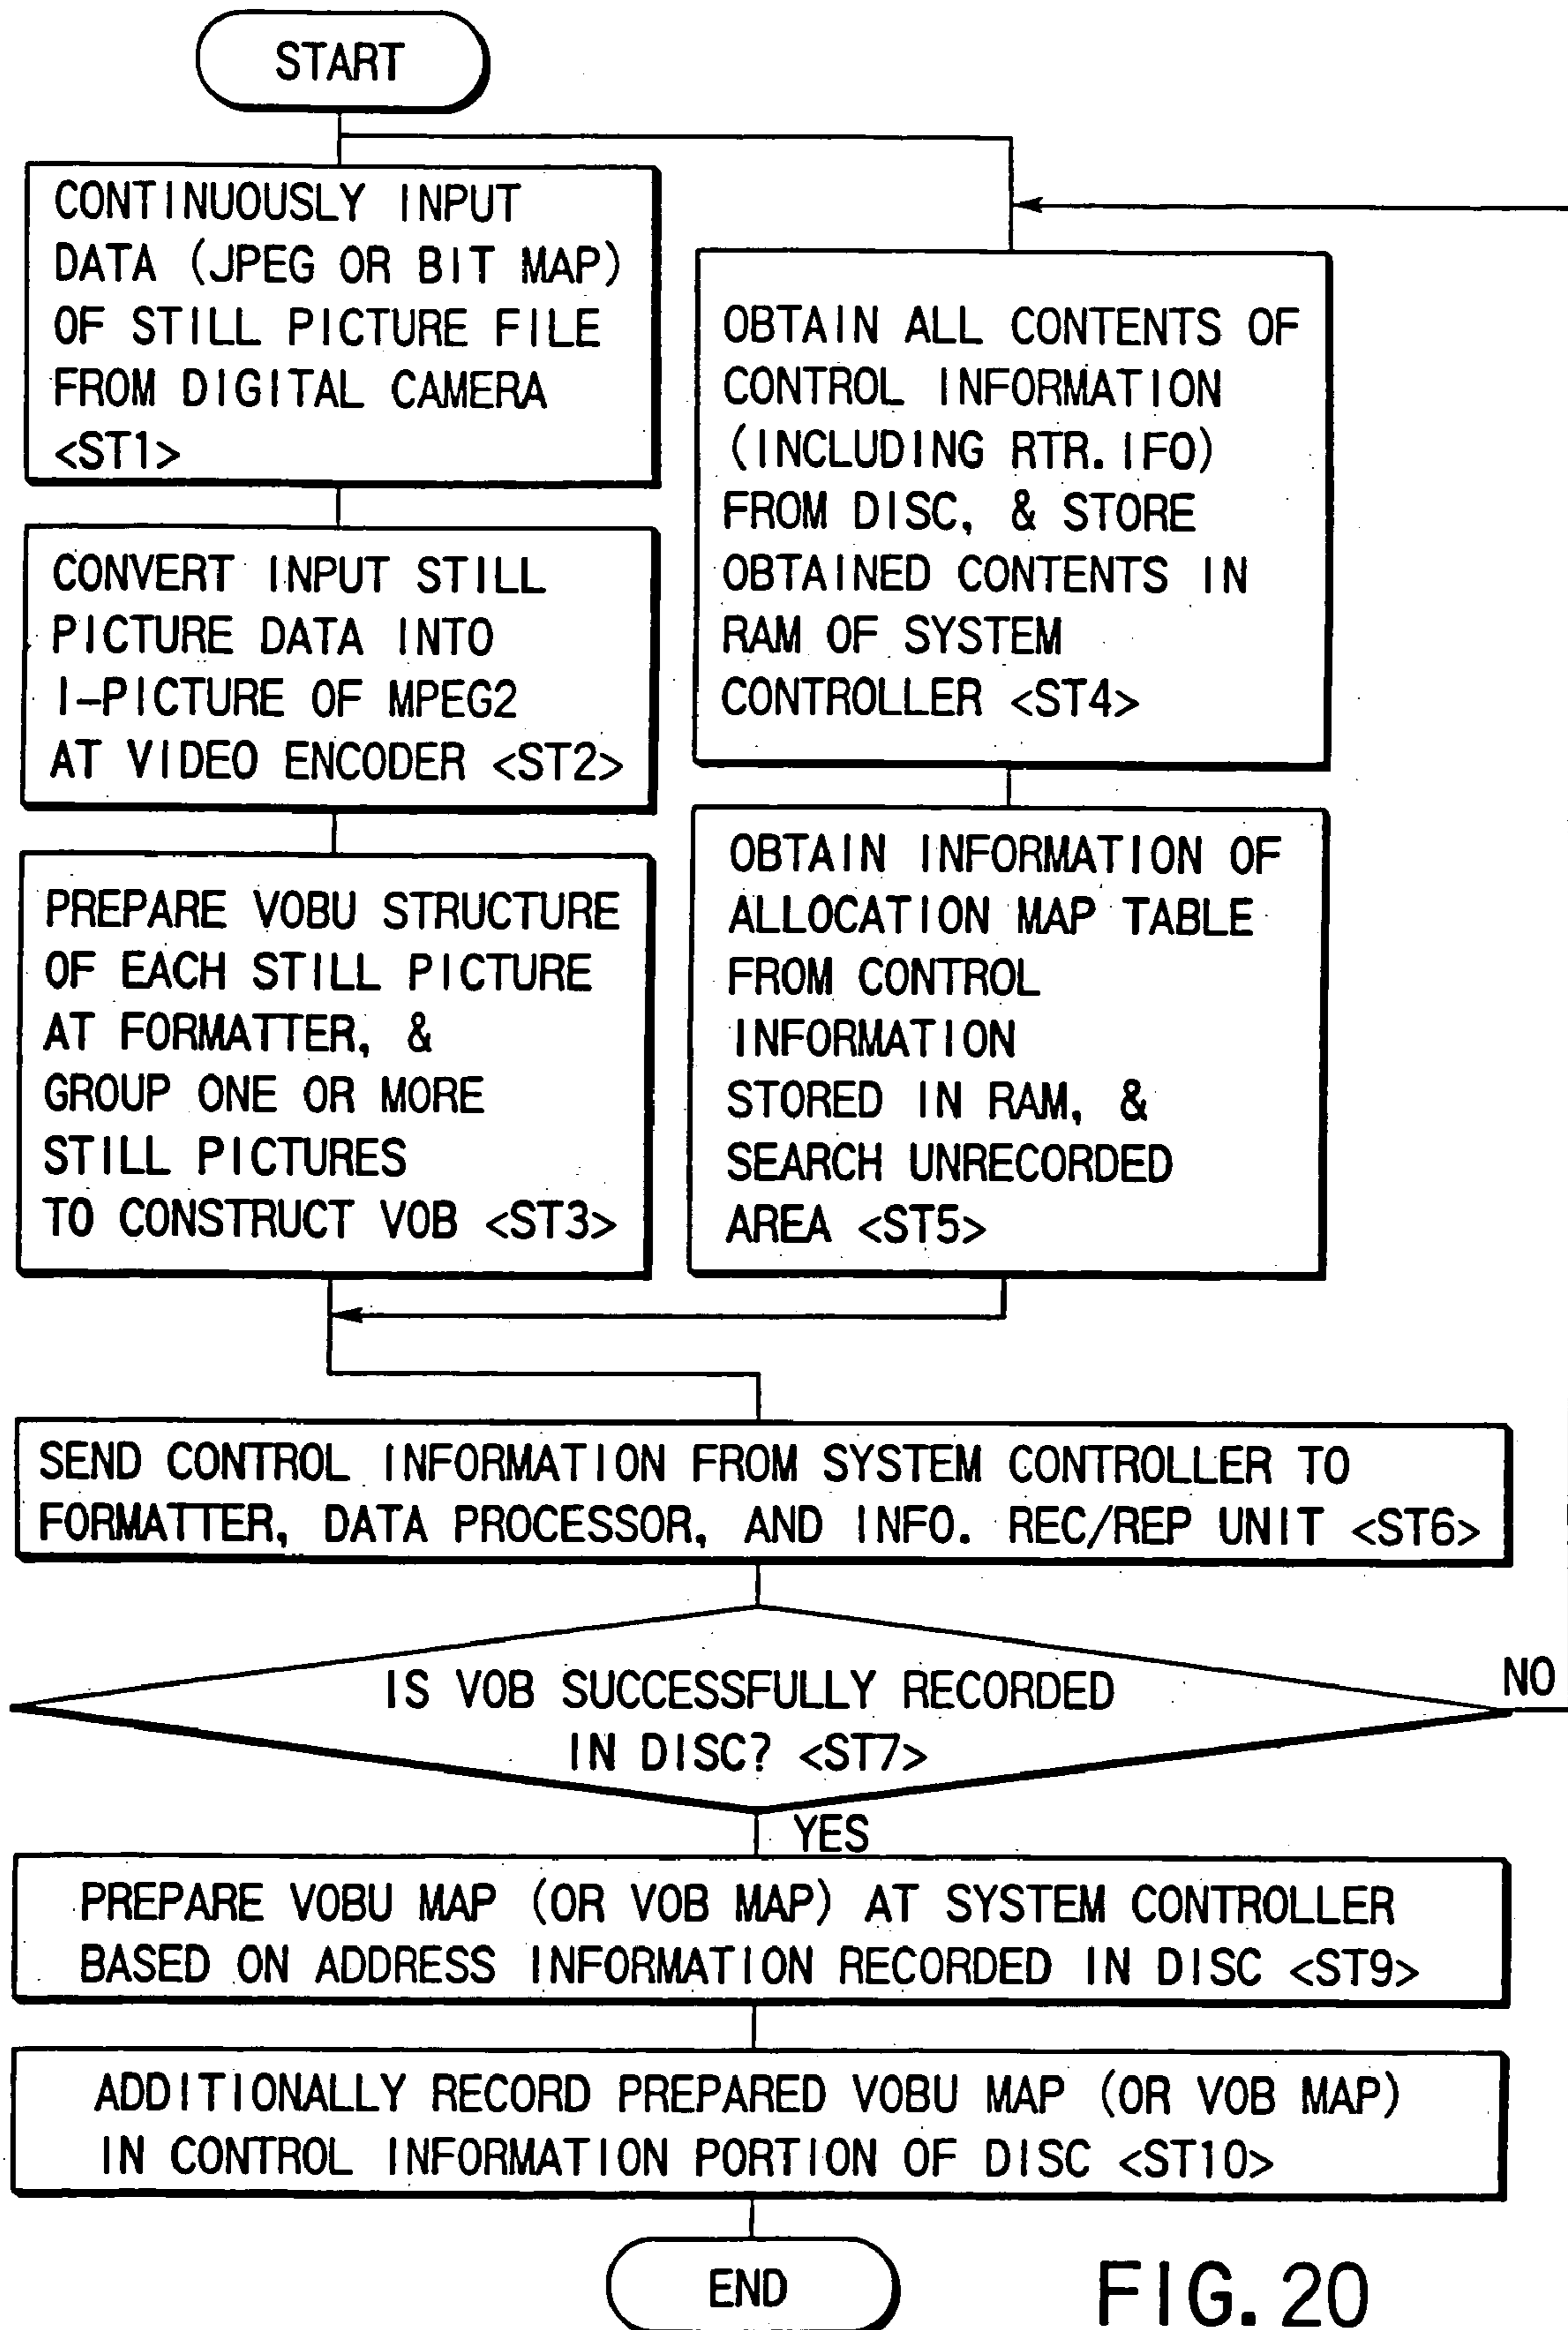 START
CONTINUOUSLY INPUT
DATA (JPEG OR BIT MAP)
OF STILL PICTURE FILE
FROM DIGITAL CAMERA
<ST1>
CONVERT INPUT STILL
PICTURE DATA INTO
I-PICTURE OF MPEG2
AT VIDEO ENCODER <ST2>
PREPARE VOBU STRUCTURE
OF EACH STILL PICTURE
AT FORMATTER, &
GROUP ONE OR MORE
STILL PICTURES
TO CONSTRUCT VOB <ST3>
OBTAIN ALL CONTENTS OF
CONTROL INFORMATION
(INCLUDING RTR.IFO)
FROM DISC, & STORE
OBTAINED CONTENTS IN
RAM OF SYSTEM
CONTROLLER <ST4>
OBTAIN INFORMATION OF
ALLOCATION MAP TABLE
FROM CONTROL
INFORMATION
STORED IN RAM, &
SEARCH UNRECORDED
AREA <ST5>
SEND CONTROL INFORMATION FROM SYSTEM CONTROLLER TO
FORMATTER, DATA PROCESSOR, AND INFO. REC/REP UNIT <ST6>
IS VOB SUCCESSFULLY RECORDED
IN DISC? <ST7>
NO
YES
PREPARE VOBU MAP (OR VOB MAP) AT SYSTEM CONTROLLER
BASED ON ADDRESS INFORMATION RECORDED IN DISC <ST9>
ADDITIONALLY RECORD PREPARED VOBU MAP (OR VOB MAP)
IN CONTROL INFORMATION PORTION OF DISC <ST10>
END
FIG. 20